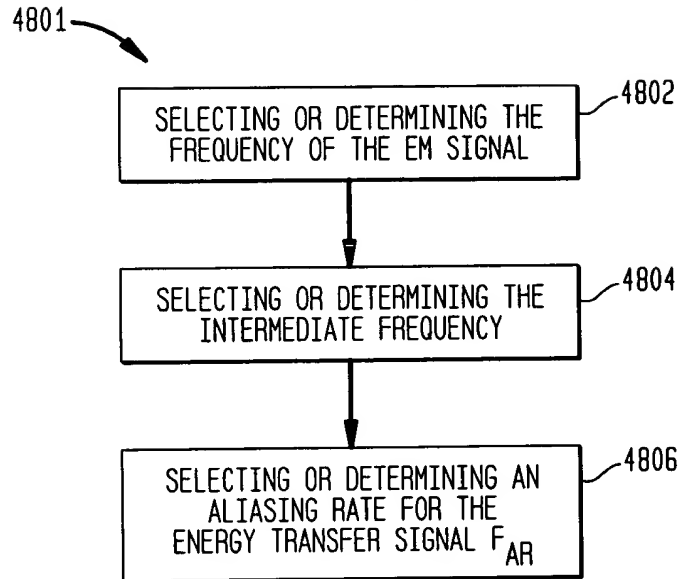 4801
4802
SELECTING OR DETERMINING THE
FREQUENCY OF THE EM SIGNAL
4804
SELECTING OR DETERMINING THE
INTERMEDIATE FREQUENCY
4806
SELECTING OR DETERMINING AN
ALIASING RATE FOR THE
ENERGY TRANSFER SIGNAL F_AR